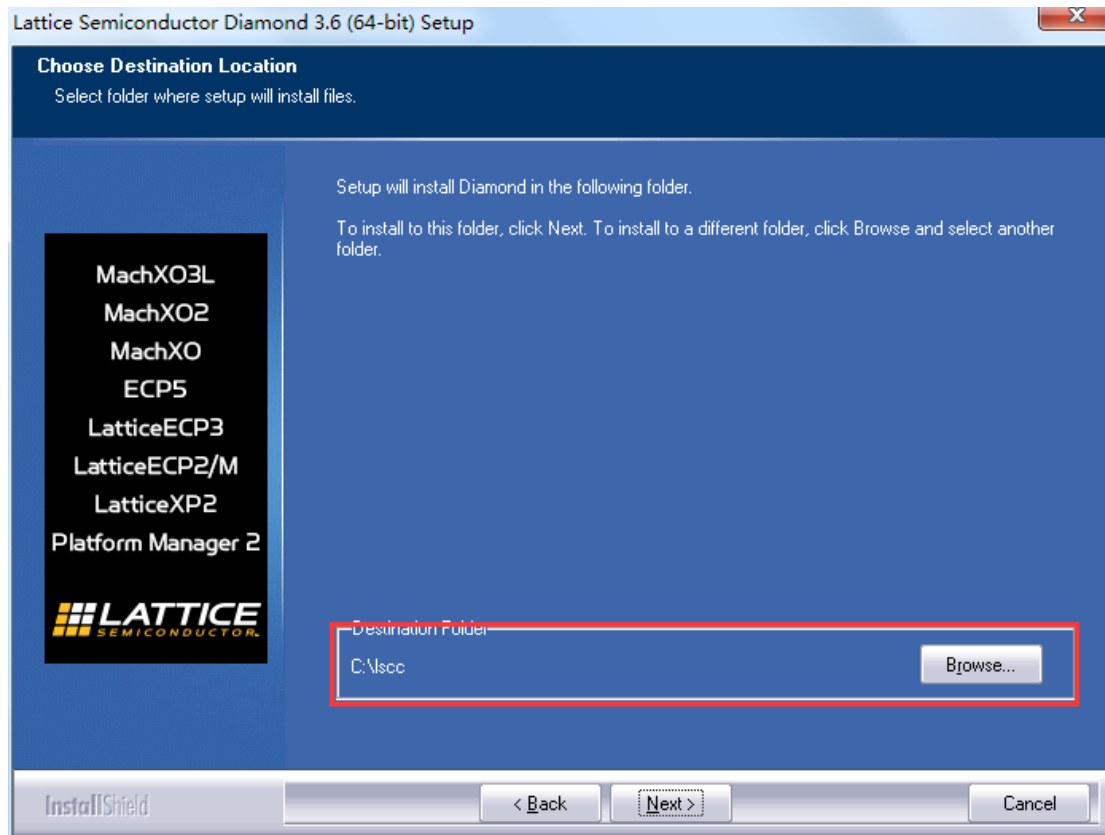 Lattice Semiconductor Diamond 3.6 (64-bit) Setup
X
Choose Destination Location
Select folder where setup will install files.
Setup will install Diamond in the following folder.
To install to this folder, click Next. To install to a different folder, click Browse and select another
folder.
MachXO3L
MachXO2
MachXO
ECP5
LatticeECP3
LatticeECP2/M
LatticeXP2
Platform Manager 2
LATTICE
SEMICONDUCTOR.
Destination Folder
C:\lscc
Browse...
InstallShield
< Back
Next >
Cancel